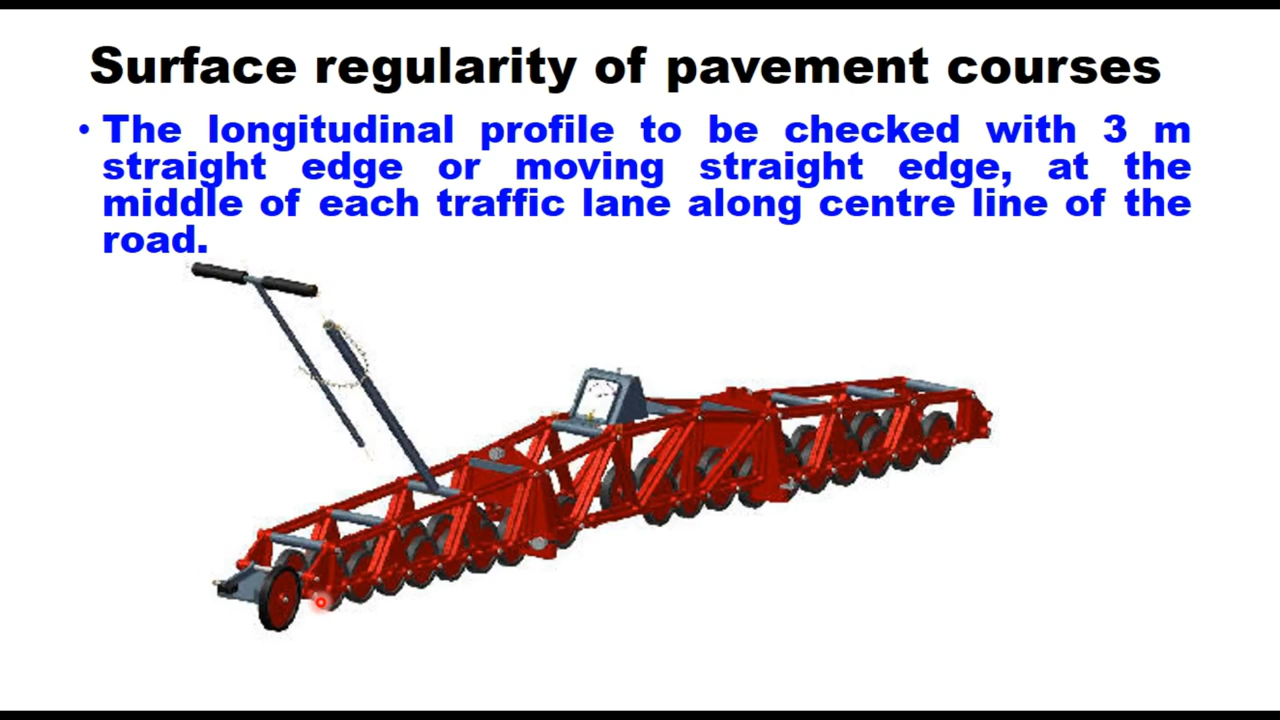 Surface regularity of pavement courses
• The longitudinal profile to be checked with 3 m
straight edge or moving straight edge, at the
middle of each traffic lane along centre line of the
road.